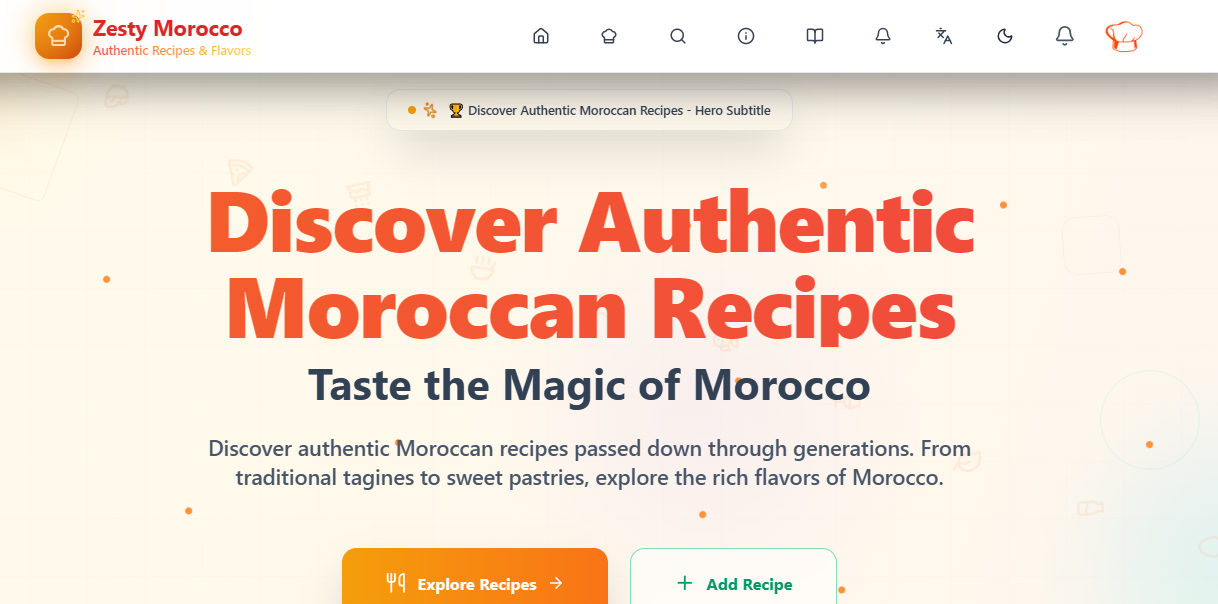 Zesty Morocco
Authentic Recipes & Flavors
🏆 Discover Authentic Moroccan Recipes - Hero Subtitle
Discover Authentic
Moroccan Recipes
Taste the Magic of Morocco
Discover authentic Moroccan recipes passed down through generations. From
traditional tagines to sweet pastries, explore the rich flavors of Morocco.
Explore Recipes →
+ Add Recipe